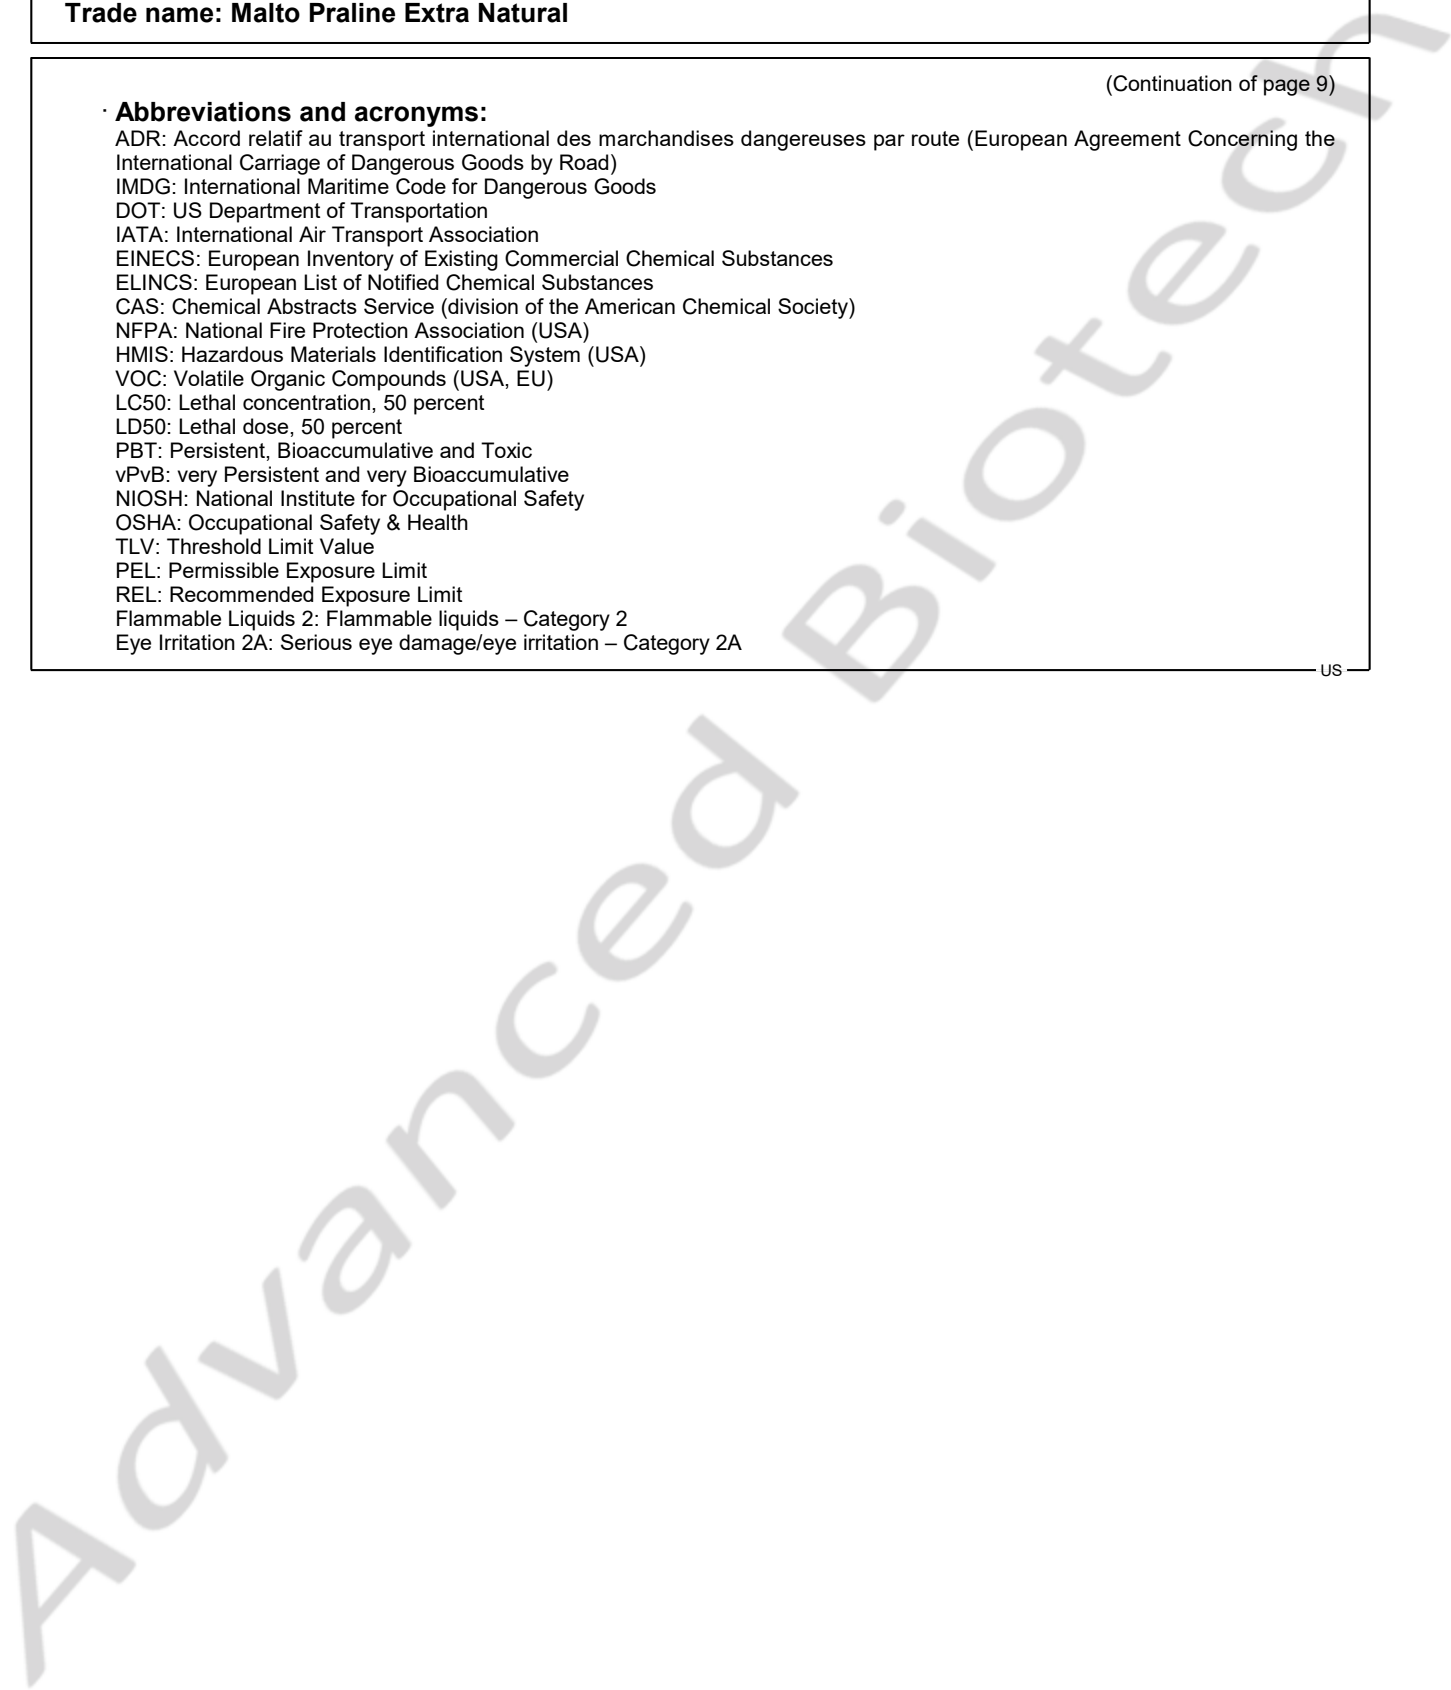 Trade name: Malto Praline Extra Natural
(Continuation of page 9)
· Abbreviations and acronyms:
ADR: Accord relatif au transport international des marchandises dangereuses par route (European Agreement Concerning the
International Carriage of Dangerous Goods by Road)
IMDG: International Maritime Code for Dangerous Goods
DOT: US Department of Transportation
IATA: International Air Transport Association
EINECS: European Inventory of Existing Commercial Chemical Substances
ELINCS: European List of Notified Chemical Substances
CAS: Chemical Abstracts Service (division of the American Chemical Society)
NFPA: National Fire Protection Association (USA)
HMIS: Hazardous Materials Identification System (USA)
VOC: Volatile Organic Compounds (USA, EU)
LC50: Lethal concentration, 50 percent
LD50: Lethal dose, 50 percent
PBT: Persistent, Bioaccumulative and Toxic
vPvB: very Persistent and very Bioaccumulative
NIOSH: National Institute for Occupational Safety
OSHA: Occupational Safety & Health
TLV: Threshold Limit Value
PEL: Permissible Exposure Limit
REL: Recommended Exposure Limit
Flammable Liquids 2: Flammable liquids – Category 2
Eye Irritation 2A: Serious eye damage/eye irritation – Category 2A
US
Advanced Biotech